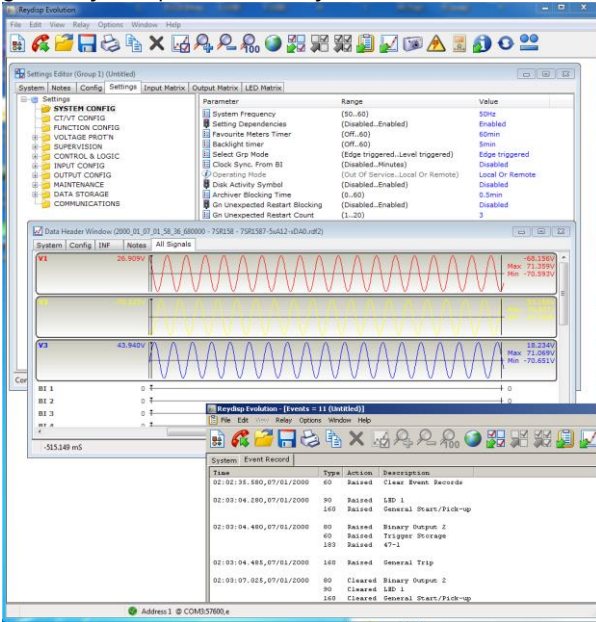 Reydisp Evolution
File Edit View Relay Options Window Help
Settings Editor (Group 1) (Untitled)
System Notes Config Settings Input Matrix Output Matrix LED Matrix
Settings
SYSTEM CONFIG
CT/VT CONFIG
FUNCTION CONFIG
VOLTAGE PROT'N
SUPERVISION
CONTROL & LOGIC
INPUT CONFIG
OUTPUT CONFIG
MAINTENANCE
DATA STORAGE
COMMUNICATIONS
Parameter Range Value
System Frequency (50..60) 50Hz
Setting Dependencies (Disabled..Enabled) Enabled
Favourite Meters Timer (Off..60) 60min
Backlight timer (Off..60) 5min
Select Grp Mode (Edge triggered..Level triggered) Edge triggered
Clock Sync. From BI (Disabled..Minutes) Disabled
Operating Mode (Out Of Service..Local Or Remote) Local Or Remote
Disk Activity Symbol (Disabled..Enabled) Disabled
Archiver Blocking Time (0..60) 0.5min
Gn Unexpected Restart Blocking (Disabled..Enabled) Disabled
Gn Unexpected Restart Count (1..20) 3
Data Header Window (2000_01_07_01_58_36_680000 - 7SR158 - 7SR1587-5uA12-xDA0.rdf2)
System Config INF Notes All Signals
V1 26.909V -68.156V
Max 71.359V
Min -70.593V
V3 43.940V 18.234V
Max 71.069V
Min -70.651V
BI 1 0 0
BI 2 0
BI 3 0
BI 4 0
-515.149 mS
Reydisp Evolution - [Events = 11 (Untitled)]
File Edit View Relay Options Window Help
System Event Record
Time Type Action Description
02:02:35.580,07/01/2000 60 Raised Clear Event Records
02:03:04.280,07/01/2000 90 Raised LED 1
160 Raised General Start/Pick-up
02:03:04.480,07/01/2000 80 Raised Binary Output 2
60 Raised Trigger Storage
183 Raised 47-1
02:03:04.485,07/01/2000 160 Raised General Trip
02:03:07.025,07/01/2000 80 Cleared Binary Output 2
90 Cleared LED 1
160 Cleared General Start/Pick-up
Address 1 @ COM3:57600,e